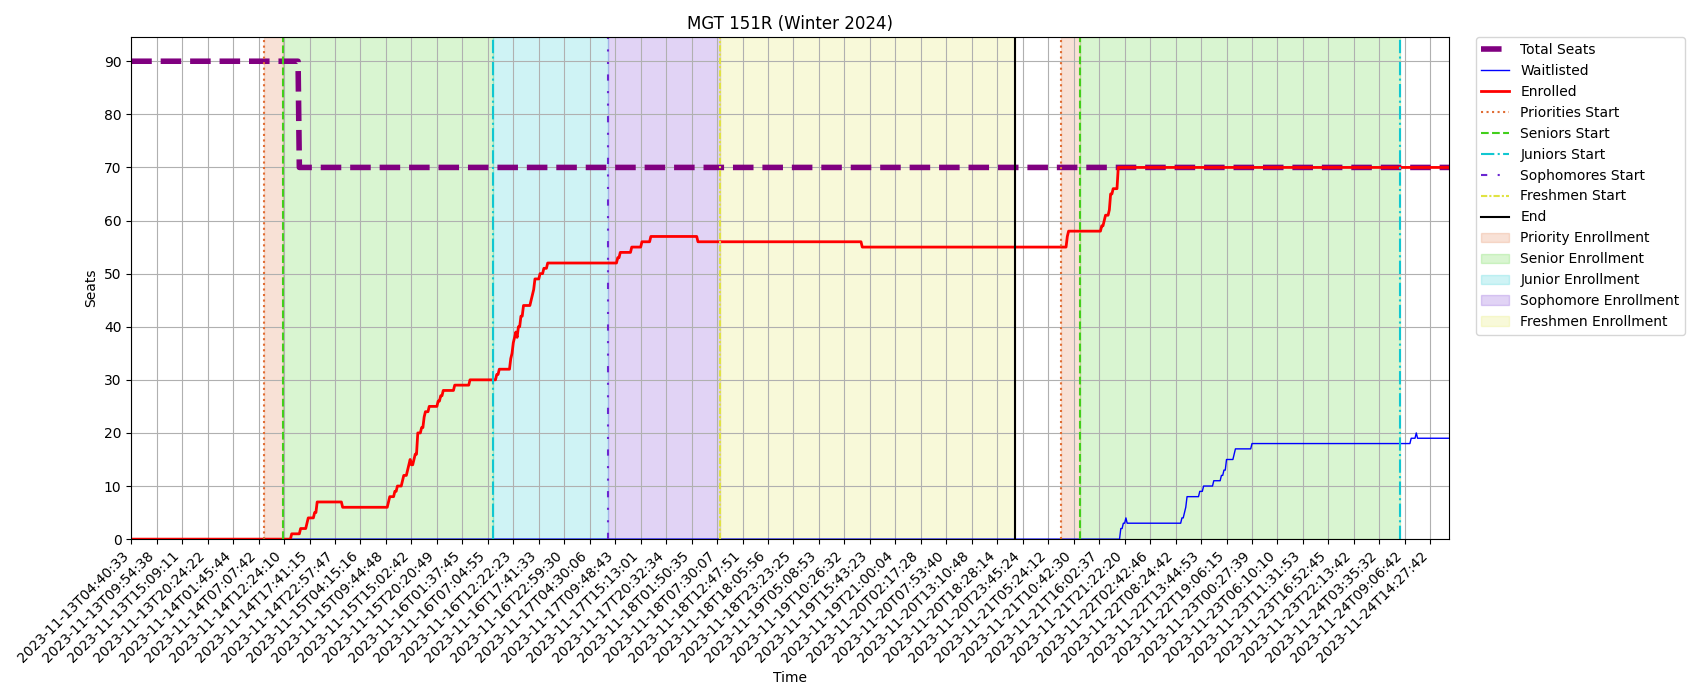 MGT 151R (Winter 2024)
Seats
90
80
70
60
50
40
30
20
10
0
2023-11-13T04:40:33
2023-11-13T09:54:38
2023-11-13T15:09:11
2023-11-13T20:24:22
2023-11-14T01:45:44
2023-11-14T07:07:42
2023-11-14T12:24:10
2023-11-14T17:41:15
2023-11-14T22:57:47
2023-11-15T04:15:16
2023-11-15T09:44:48
2023-11-15T15:02:42
2023-11-15T20:20:49
2023-11-16T01:37:45
2023-11-16T07:04:55
2023-11-16T12:22:23
2023-11-16T17:41:33
2023-11-16T22:59:30
2023-11-17T04:30:06
2023-11-17T09:48:43
2023-11-17T15:13:01
2023-11-17T20:32:34
2023-11-18T01:50:35
2023-11-18T07:30:07
2023-11-18T12:47:51
2023-11-18T18:05:56
2023-11-18T23:23:25
2023-11-19T05:08:53
2023-11-19T10:26:32
2023-11-19T15:43:23
2023-11-19T21:00:04
2023-11-20T02:17:28
2023-11-20T07:53:40
2023-11-20T13:10:48
2023-11-20T18:28:14
2023-11-20T23:45:24
2023-11-21T05:24:12
2023-11-21T10:42:30
2023-11-21T16:02:37
2023-11-21T21:22:20
2023-11-22T02:42:46
2023-11-22T08:24:42
2023-11-22T13:44:53
2023-11-22T19:06:15
2023-11-23T00:27:39
2023-11-23T06:10:10
2023-11-23T11:31:53
2023-11-23T16:52:45
2023-11-23T22:13:42
2023-11-24T03:35:32
2023-11-24T09:06:42
2023-11-24T14:27:42
Time
Total Seats
Waitlisted
Enrolled
Priorities Start
Seniors Start
Juniors Start
Sophomores Start
Freshmen Start
End
Priority Enrollment
Senior Enrollment
Junior Enrollment
Sophomore Enrollment
Freshmen Enrollment